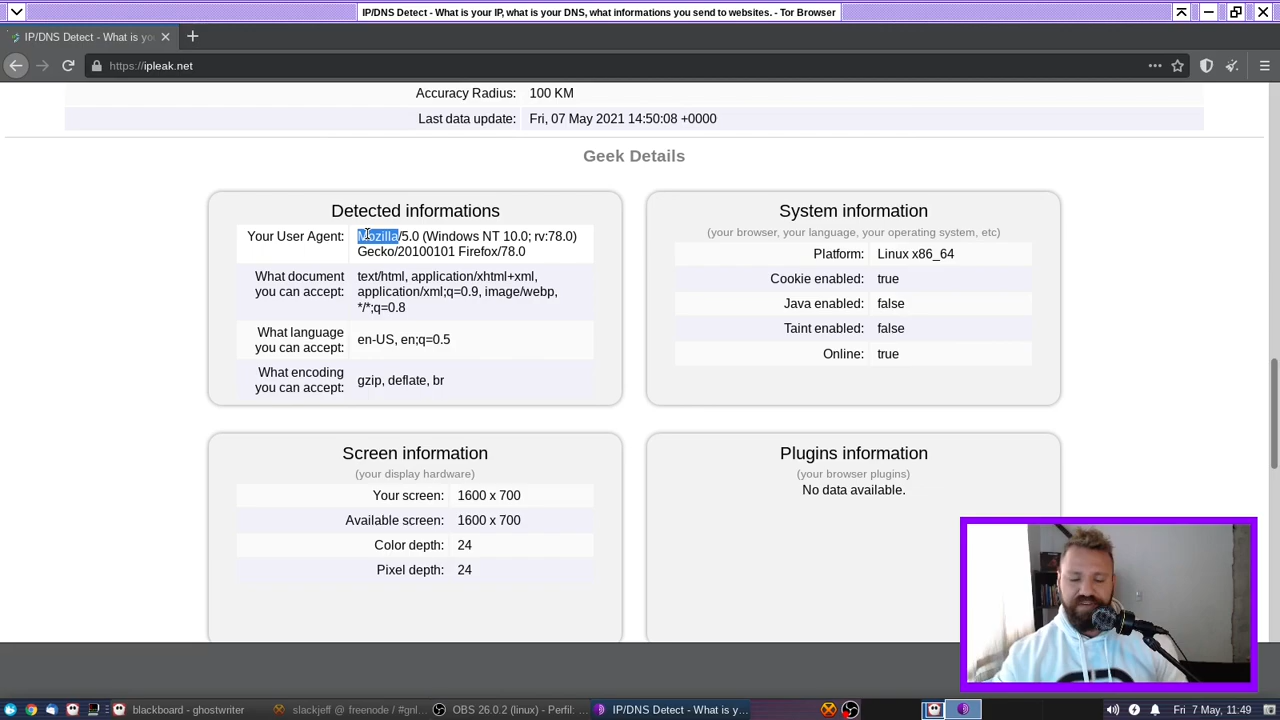 IP/DNS Detect - What is your IP, what is your DNS, what informations you send to websites. - Tor Browser
IP/DNS Detect - What is yo
https://ipleak.net
Accuracy Radius: 100 KM
Last data update: Fri, 07 May 2021 14:50:08 +0000
Geek Details
Detected informations
Your User Agent: Mozilla/5.0 (Windows NT 10.0; rv:78.0)
Gecko/20100101 Firefox/78.0
What document text/html, application/xhtml+xml,
you can accept: application/xml;q=0.9, image/webp,
*/*;q=0.8
What language
you can accept: en-US, en;q=0.5
What encoding
you can accept: gzip, deflate, br
System information
(your browser, your language, your operating system, etc)
Platform: Linux x86_64
Cookie enabled: true
Java enabled: false
Taint enabled: false
Online: true
Screen information
(your display hardware)
Your screen: 1600 x 700
Available screen: 1600 x 700
Color depth: 24
Pixel depth: 24
Plugins information
(your browser plugins)
No data available.
blackboard - ghostwriter
slackjeff @ freenode / #gnl...
OBS 26.0.2 (linux) - Perfil: ...
IP/DNS Detect - What is y...
Fri 7 May, 11:49